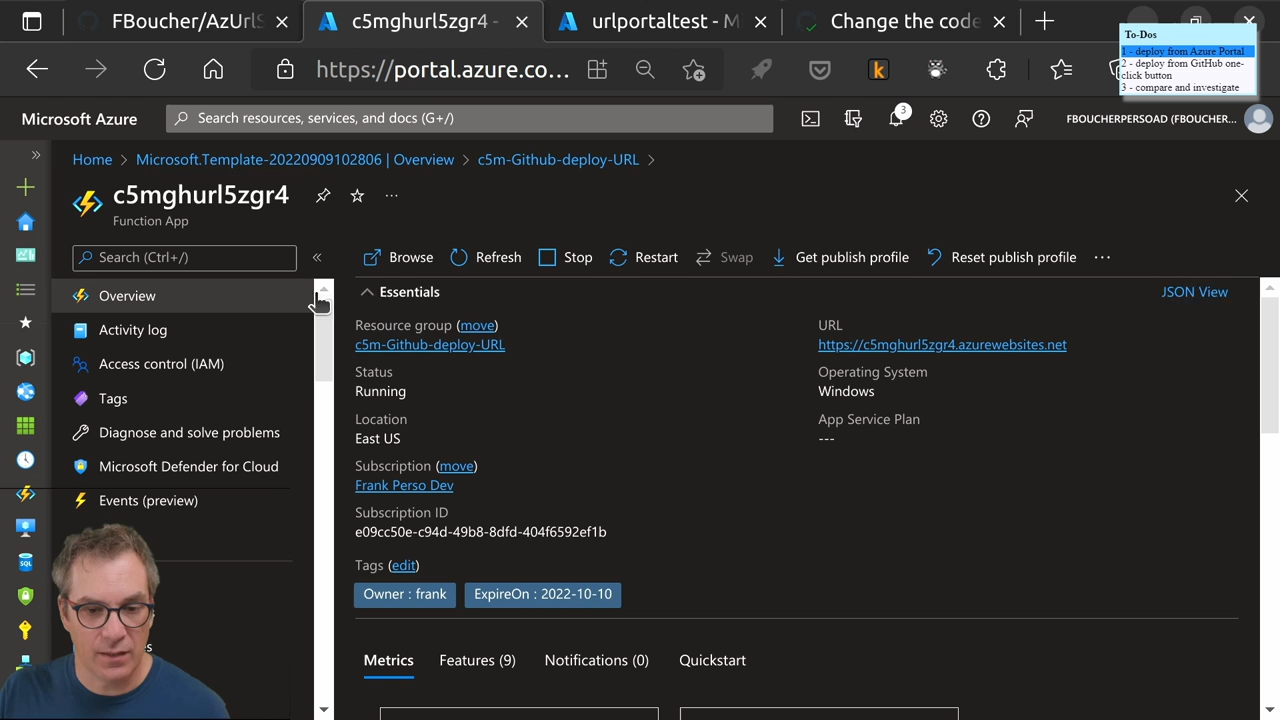 FBoucher/AzUrlS
c5mghurl5zgr4 -
urlportaltest - M
Change the code
To-Dos
1 - deploy from Azure Portal
2 - deploy from GitHub one-
click button
3 - compare and investigate
https://portal.azure.co...
Microsoft Azure
Search resources, services, and docs (G+/)
3
FBOUCHERPERSOAD (FBOUCHER...
Home > Microsoft.Template-20220909102806 | Overview > c5m-Github-deploy-URL >
c5mghurl5zgr4
Function App
Search (Ctrl+/)
Overview
Activity log
Access control (IAM)
Tags
Diagnose and solve problems
Microsoft Defender for Cloud
Events (preview)
Browse Refresh Stop Restart Swap Get publish profile Reset publish profile
Essentials
JSON View
Resource group (move)
c5m-Github-deploy-URL
Status
Running
Location
East US
Subscription (move)
Frank Perso Dev
Subscription ID
e09cc50e-c94d-49b8-8dfd-404f6592ef1b
URL
https://c5mghurl5zgr4.azurewebsites.net
Operating System
Windows
App Service Plan
---
Tags (edit)
Owner : frank ExpireOn : 2022-10-10
Metrics Features (9) Notifications (0) Quickstart